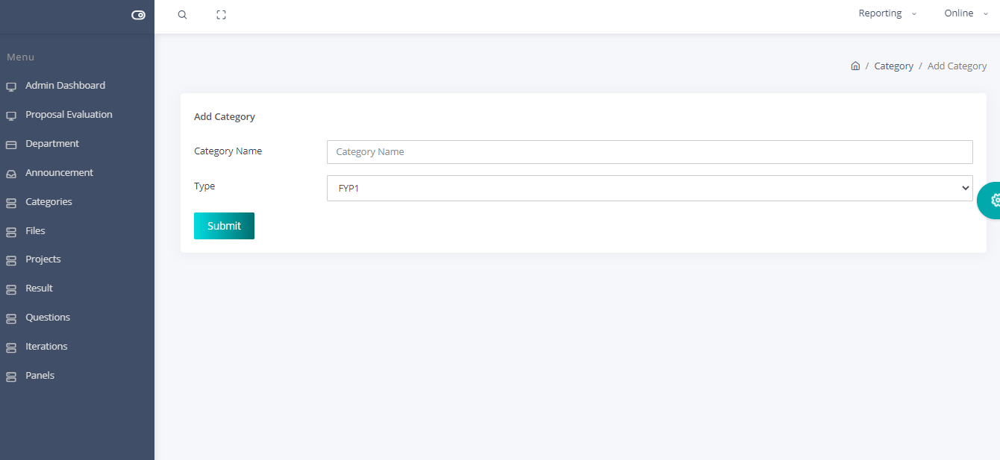 Reporting Online
Menu
Admin Dashboard
Proposal Evaluation
Department
Announcement
Categories
Files
Projects
Result
Questions
Iterations
Panels
/ Category / Add Category
Add Category
Category Name Category Name
Type FYP1
Submit